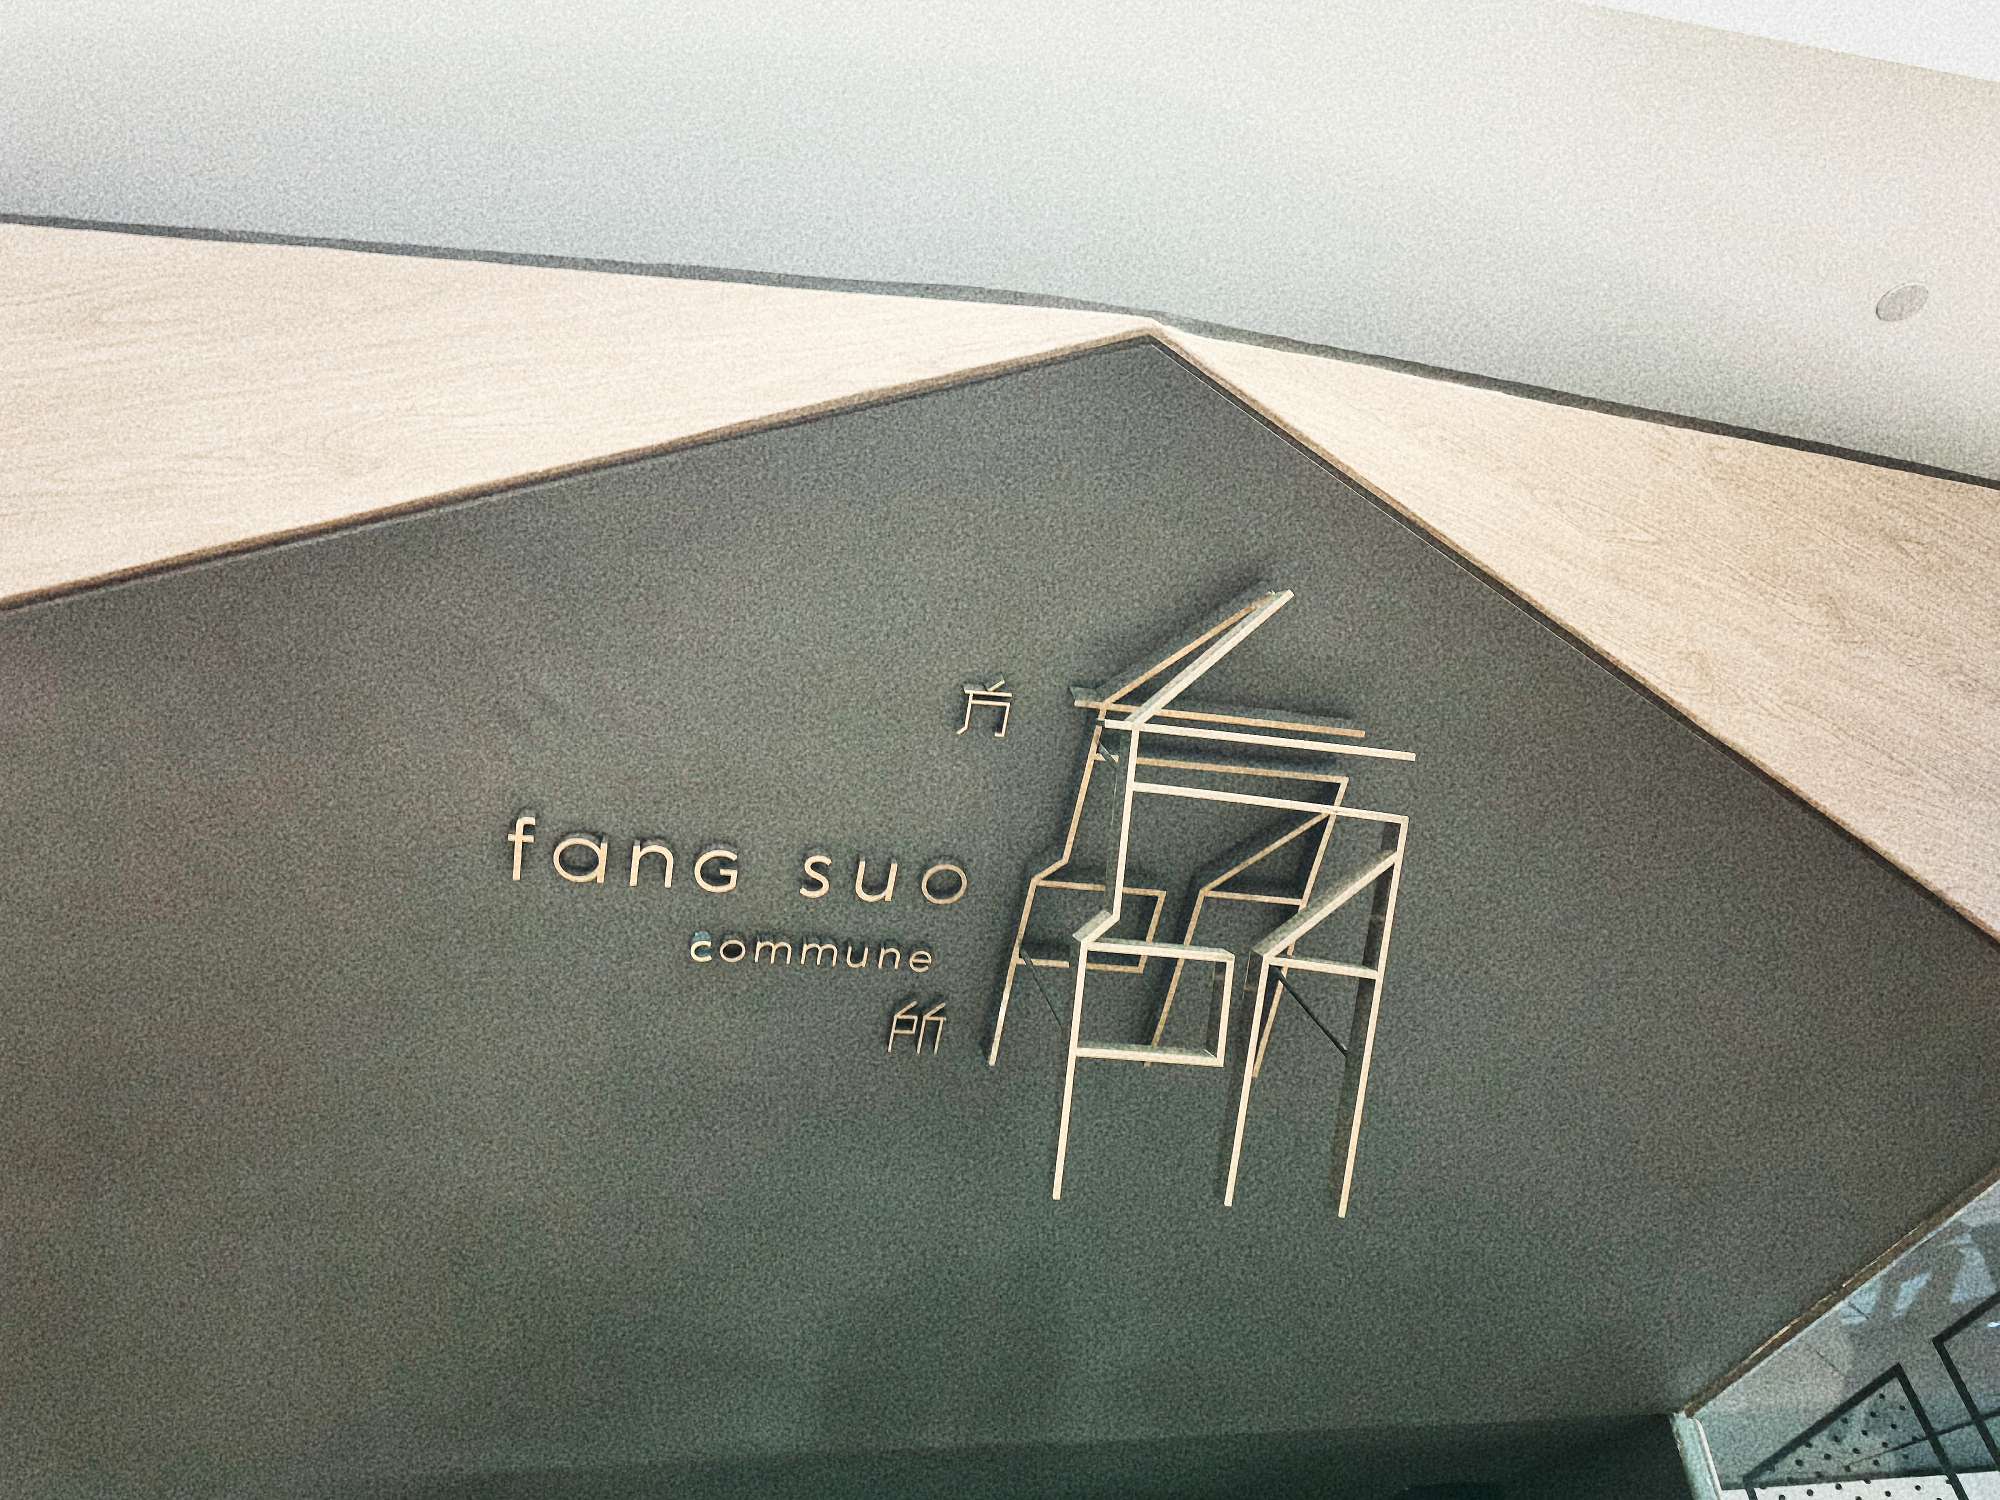 方
fang suo
commune
所